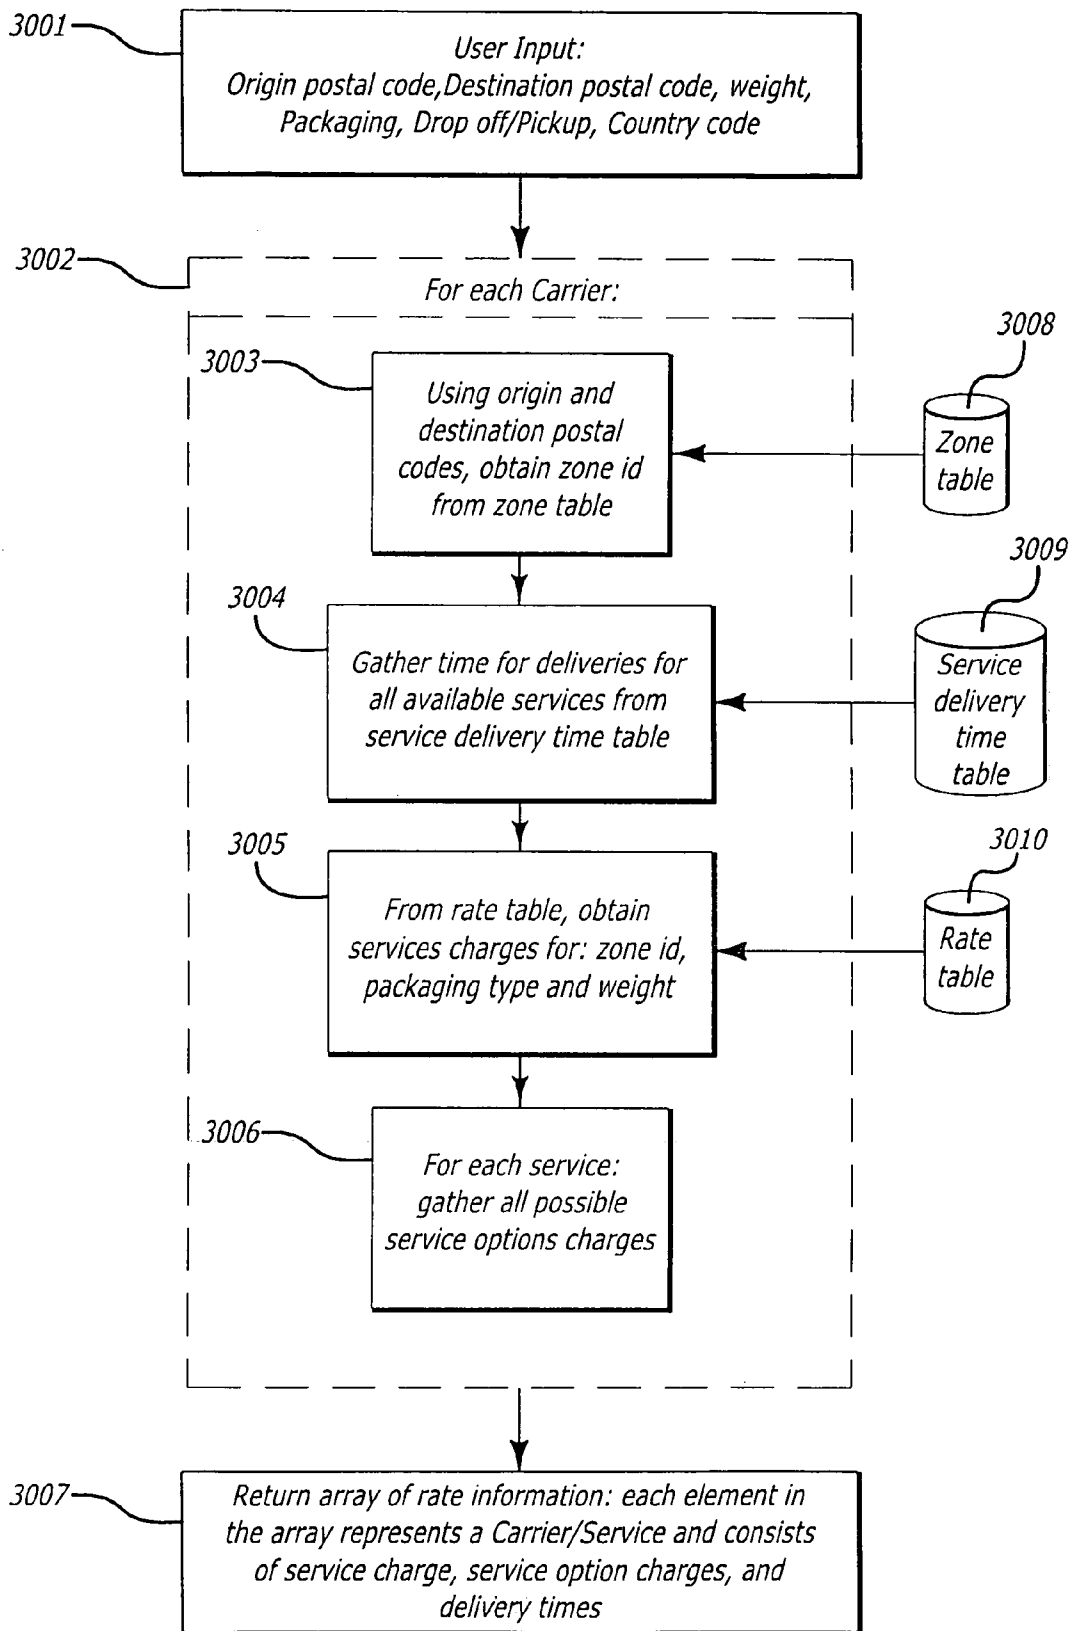 3001
User Input:
Origin postal code,Destination postal code, weight,
Packaging, Drop off/Pickup, Country code
3002
For each Carrier:
3003
Using origin and
destination postal
codes, obtain zone id
from zone table
3008
Zone
table
3004
Gather time for deliveries for
all available services from
service delivery time table
3009
Service
delivery
time
table
3005
From rate table, obtain
services charges for: zone id,
packaging type and weight
3010
Rate
table
3006
For each service:
gather all possible
service options charges
3007
Return array of rate information: each element in
the array represents a Carrier/Service and consists
of service charge, service option charges, and
delivery times